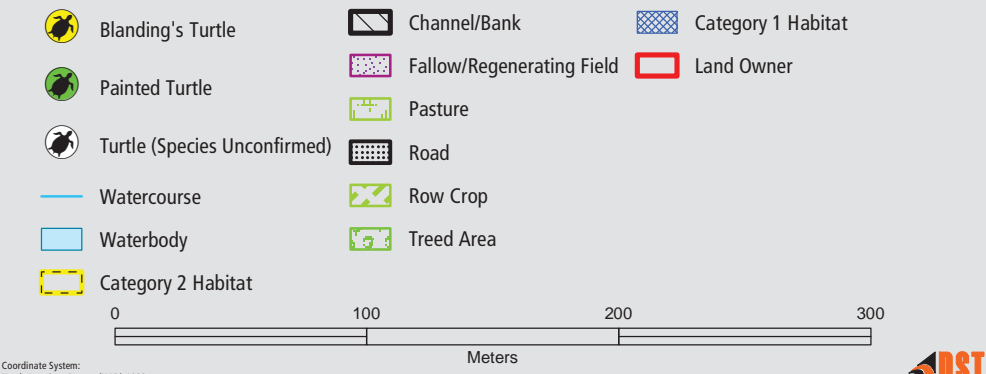 Blanding's Turtle
Painted Turtle
Turtle (Species Unconfirmed)
Watercourse
Waterbody
Category 2 Habitat
Channel/Bank
Fallow/Regenerating Field
Pasture
Road
Row Crop
Treed Area
Category 1 Habitat
Land Owner
0 100 200 300
Meters
Coordinate System:
DST